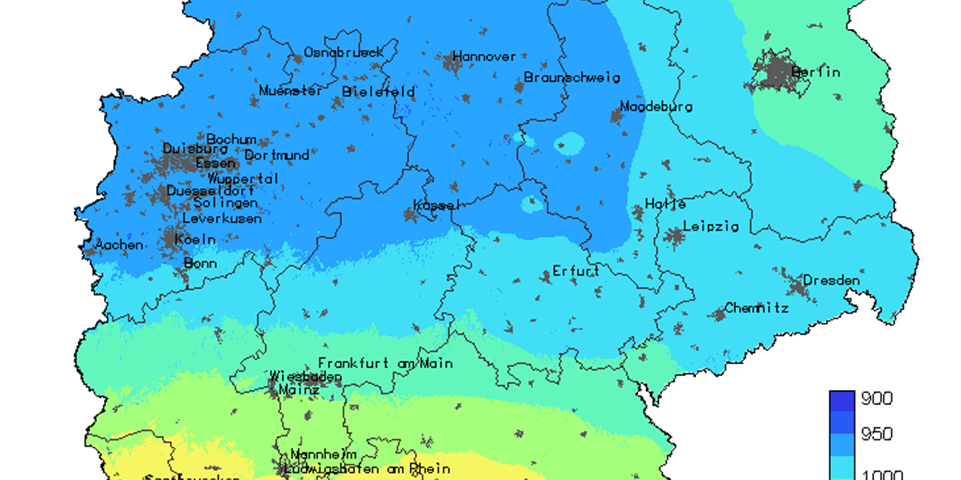 Osnabrueck
Hannover
Berlin
Braunschweig
Muenster
Bielefeld
Magdeburg
Bochum
Duisburg
Dortmund
Essen
Wuppertal
Duesseldorf
Solingen
Kassel
Halle
Leverkusen
Leipzig
Aachen
Koeln
Bonn
Erfurt
Dresden
Chemnitz
Frankfurt am Main
Wiesbaden
Mainz
900
950
Mannheim
Ludwigshafen am Rhein
Saarbruecken
1000